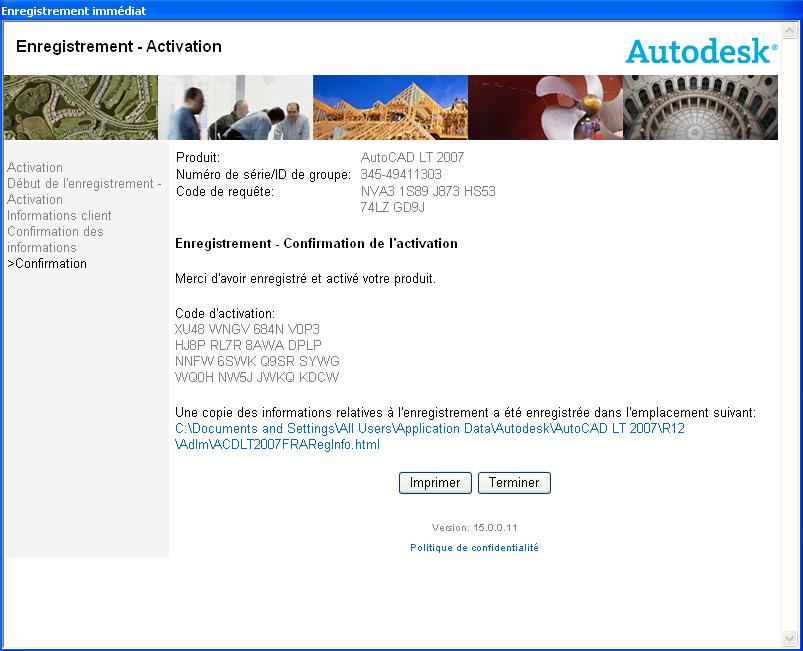 Enregistrement immédiat
Enregistrement - Activation
Autodesk®
Activation
Début de l'enregistrement -
Activation
Informations client
Confirmation des
informations
>Confirmation
Produit: AutoCAD LT 2007
Numéro de série/ID de groupe: 345-49411303
Code de requête: NVA3 1S89 J873 HS53
74LZ GD9J
Enregistrement - Confirmation de l'activation
Merci d'avoir enregistré et activé votre produit.
Code d'activation:
XU48 WNGV 684N V0P3
HJ8P RL7R 8AWA DPLP
NNFW 6SWK Q9SR SYWG
WQ0H NW5J JWKQ KDCW
Une copie des informations relatives à l'enregistrement a été enregistrée dans l'emplacement suivant:
C:\Documents and Settings\All Users\Application Data\Autodesk\AutoCAD LT 2007\R12
\Adlm\ACDLT2007FRARegInfo.html
Imprimer Terminer
Version: 15.0.0.11
Politique de confidentialité